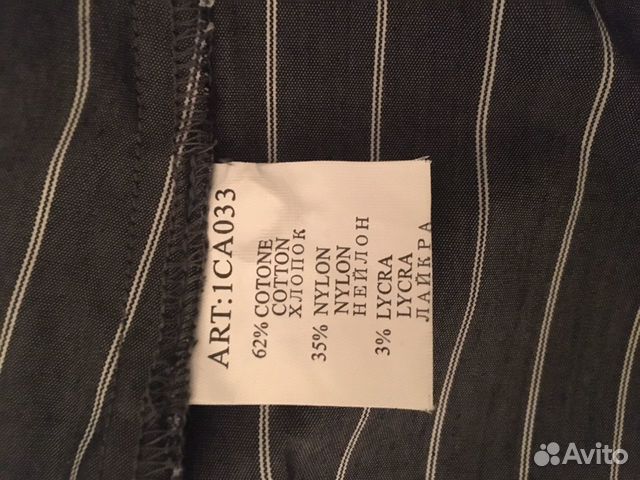 ART:1CA033
62% COTONE
COTTON
ХЛОПОК
35% NYLON
NYLON
НЕЙЛОН
3% LYCRA
LYCRA
ЛАЙКРА
Avito